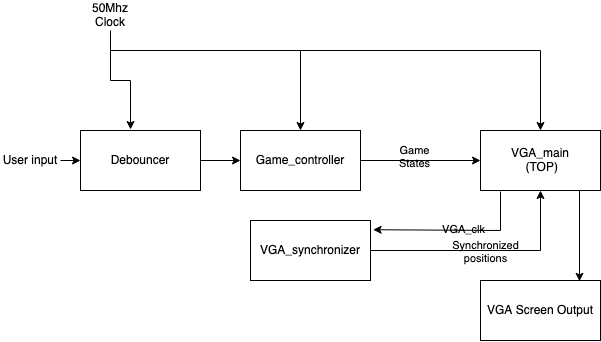 50Mhz
Clock
User input
Debouncer
Game_controller
Game
States
VGA_main
(TOP)
VGA_clk
VGA_synchronizer
Synchronized
positions
VGA Screen Output